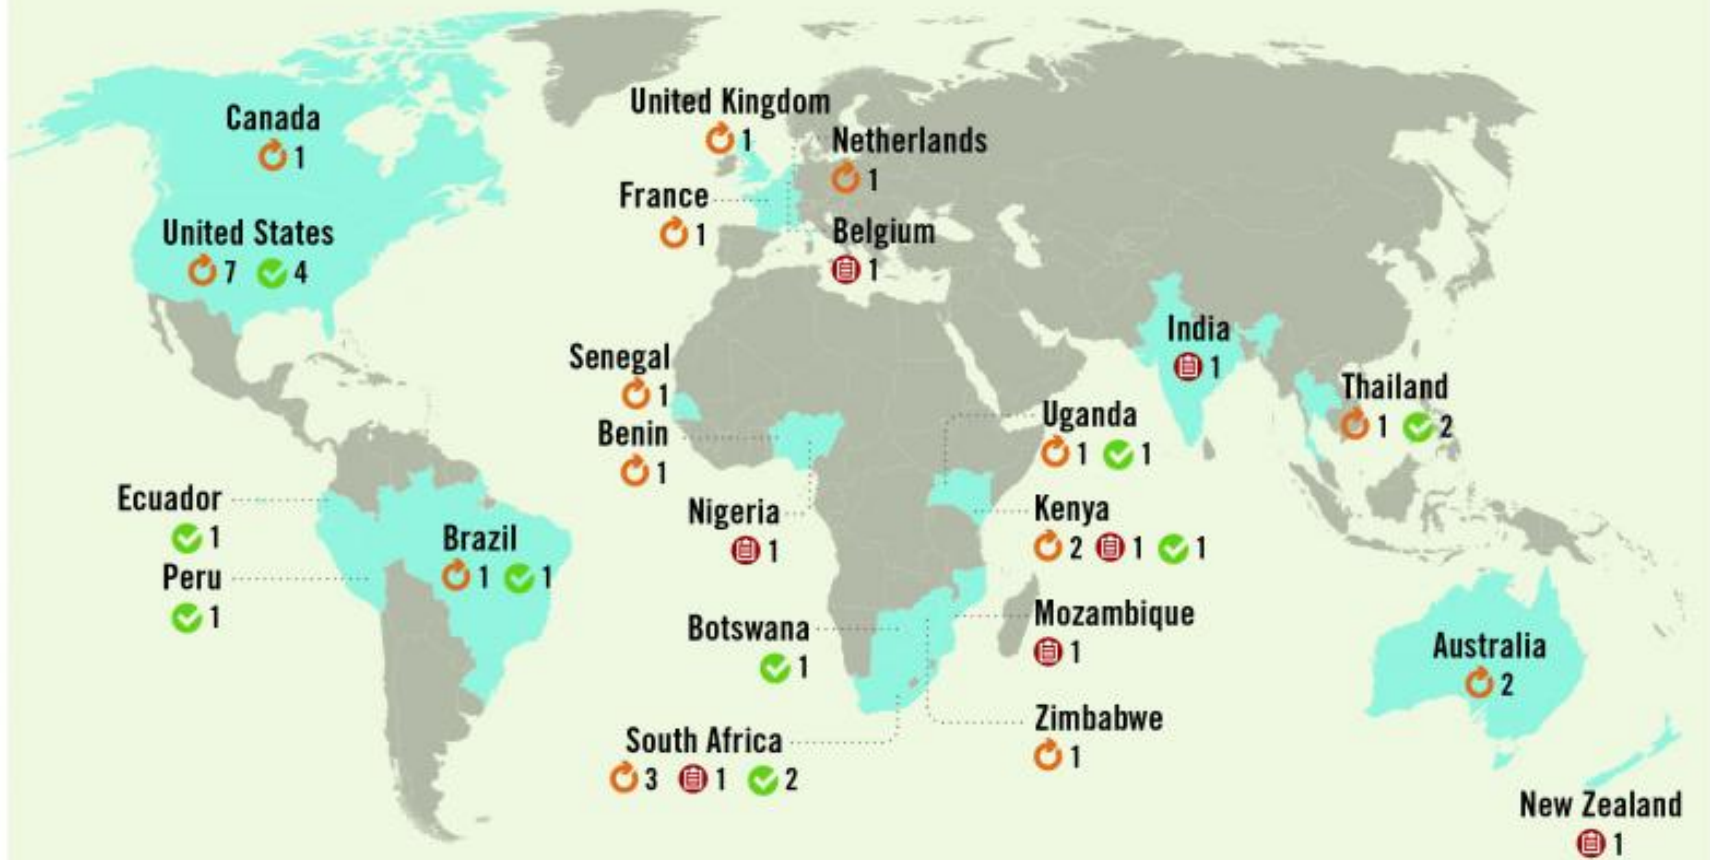 Canada
1
United States
7 4
United Kingdom
1
Netherlands
1
France
1
Belgium
1
Senegal
1
Benin
1
Nigeria
1
India
1
Thailand
1 2
Uganda
1 1
Kenya
2 1 1
Ecuador
1
Peru
1
Brazil
1 1
Botswana
1
Mozambique
1
South Africa
3 1 2
Zimbabwe
1
Australia
2
New Zealand
1